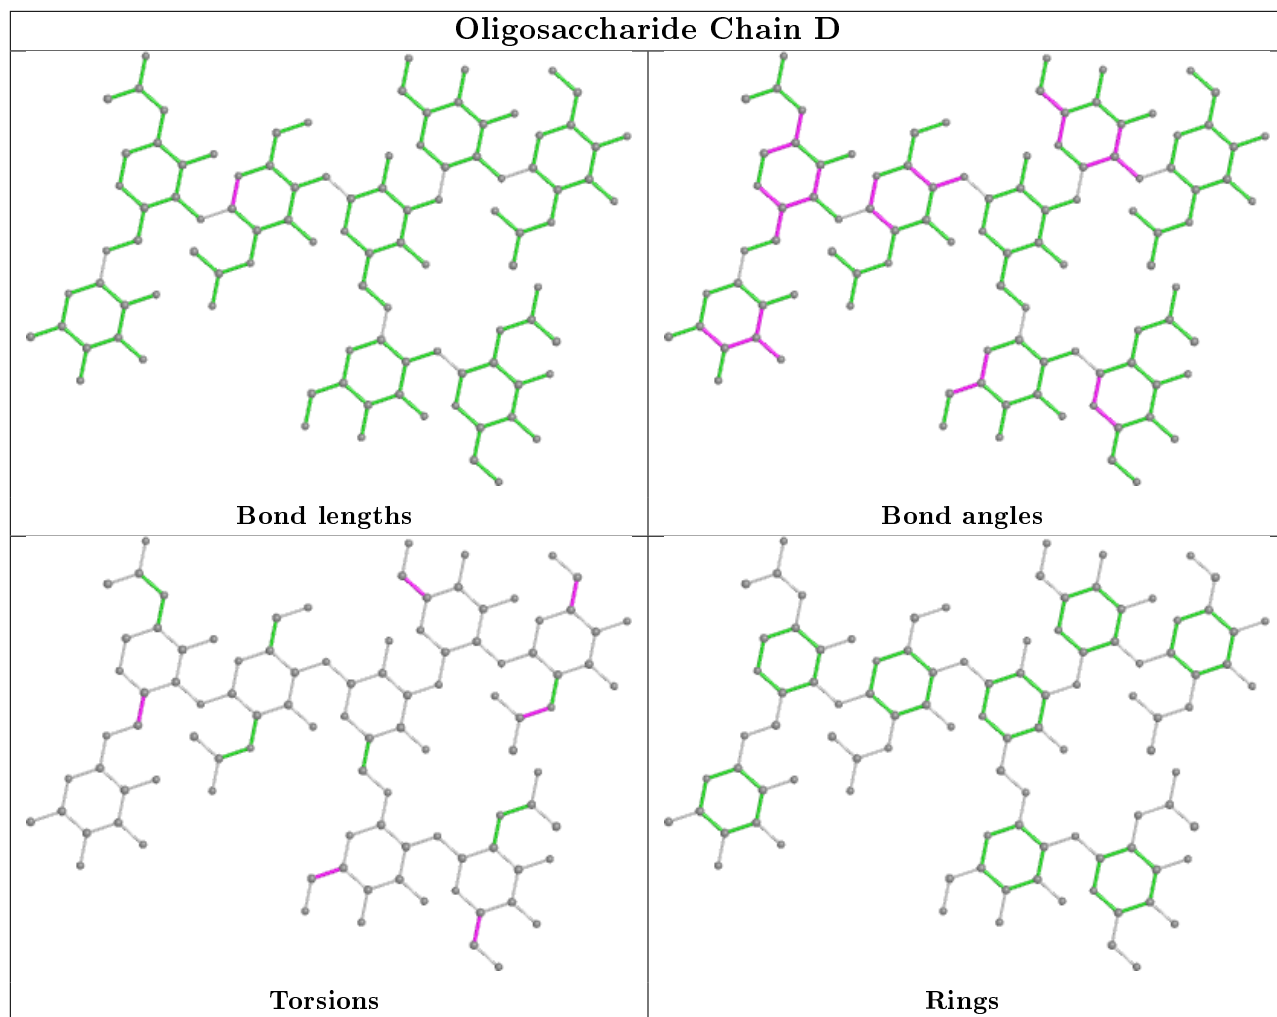 Oligosaccharide Chain D
Bond lengths
Bond angles
Torsions
Rings